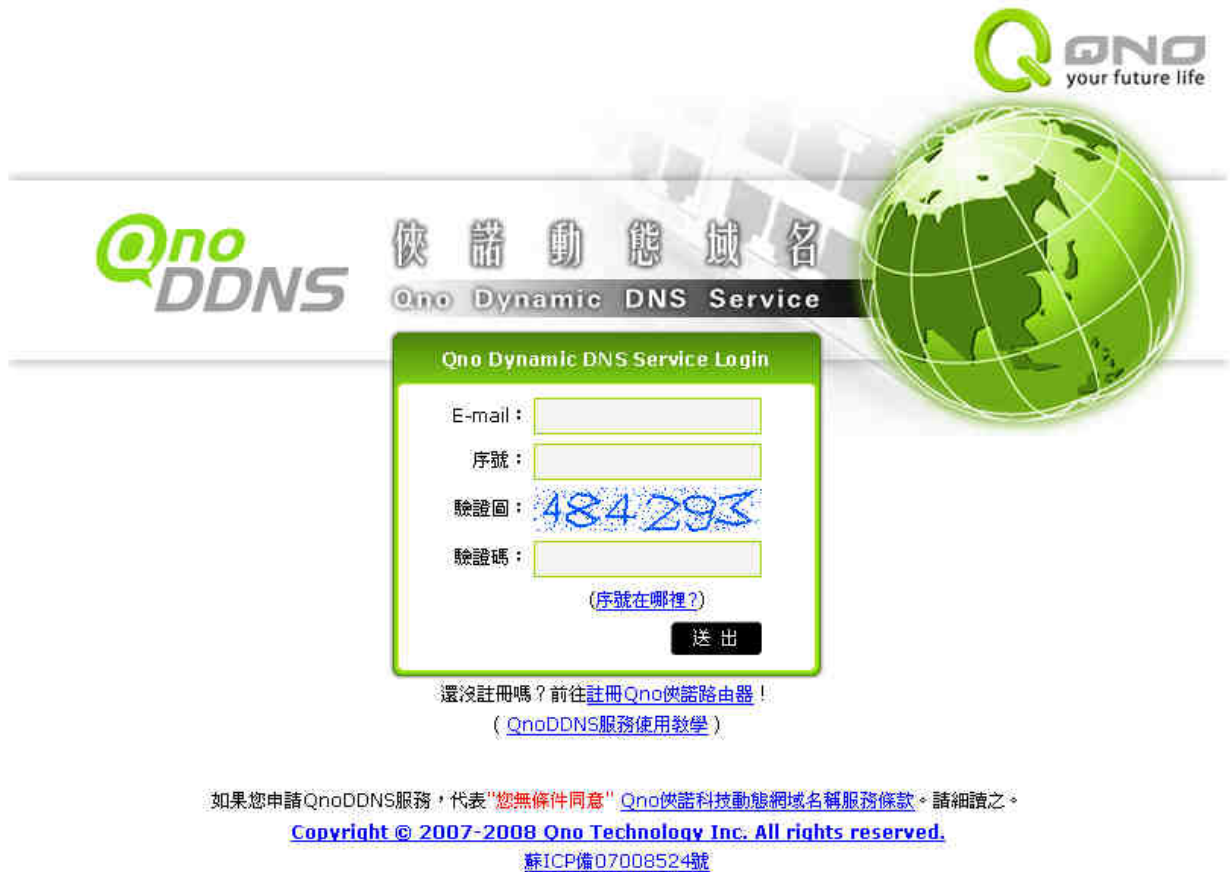 QNO
your future life
Qno
DDNS
俠諾動態域名
Qno Dynamic DNS Service
Qno Dynamic DNS Service Login
E-mail：
序號：
驗證圖：484293
驗證碼：
(序號在哪裡?)
送出
還沒註冊嗎？前往註冊Qno俠諾路由器！
( QnoDDNS服務使用教學 )
如果您申請QnoDDNS服務，代表"您無條件同意" Qno俠諾科技動態網域名稱服務條款。請細讀之。
Copyright © 2007-2008 Qno Technology Inc. All rights reserved.
蘇ICP備07008524號